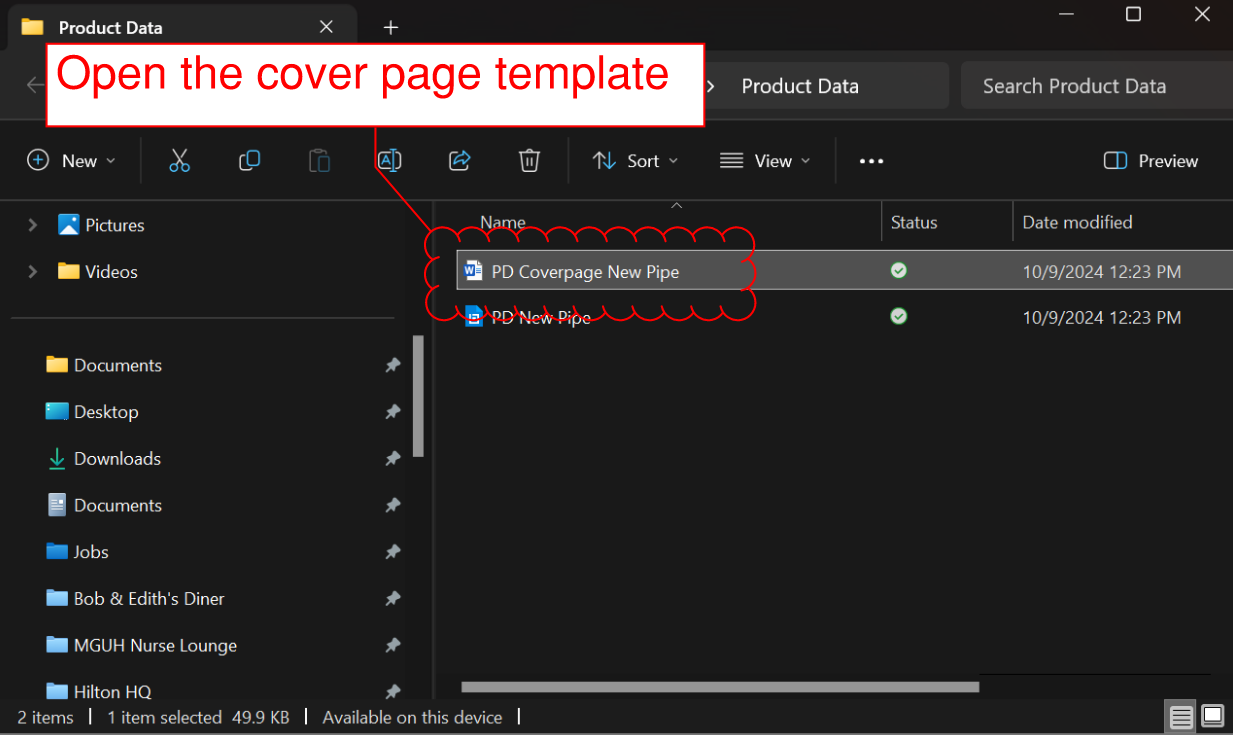 Product Data
Open the cover page template
Product Data
Search Product Data
New
Sort
View
Preview
Pictures
Videos
Documents
Desktop
Downloads
Documents
Jobs
Bob & Edith's Diner
MGUH Nurse Lounge
Hilton HQ
Name
Status
Date modified
PD Coverpage New Pipe
10/9/2024 12:23 PM
PD New Pipe
10/9/2024 12:23 PM
2 items
1 item selected 49.9 KB
Available on this device